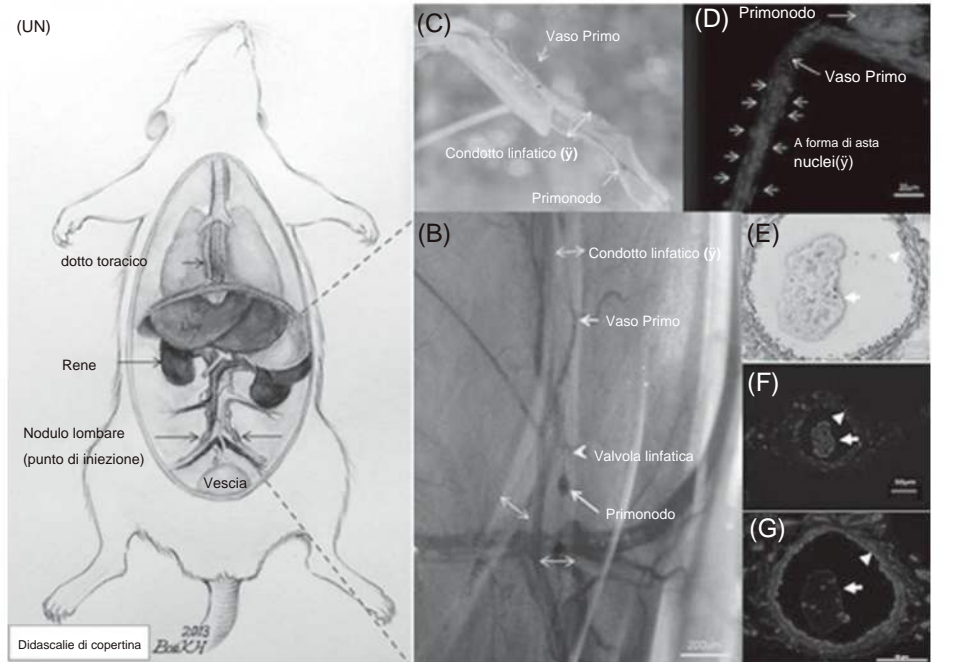 (UN)
dotto toracico
Rene
Nodulo lombare
(punto di iniezione)
Vescia
2013
Didascalie di copertina
(C)
Vaso Primo
Condotto linfatico (ÿ)
Primonodo
(D)
Primonodo
Vaso Primo
A forma di asta
nuclei(ÿ)
(B)
Condotto linfatico (ÿ)
Vaso Primo
Valvola linfatica
Primonodo
200μm
(E)
(F)
(G)